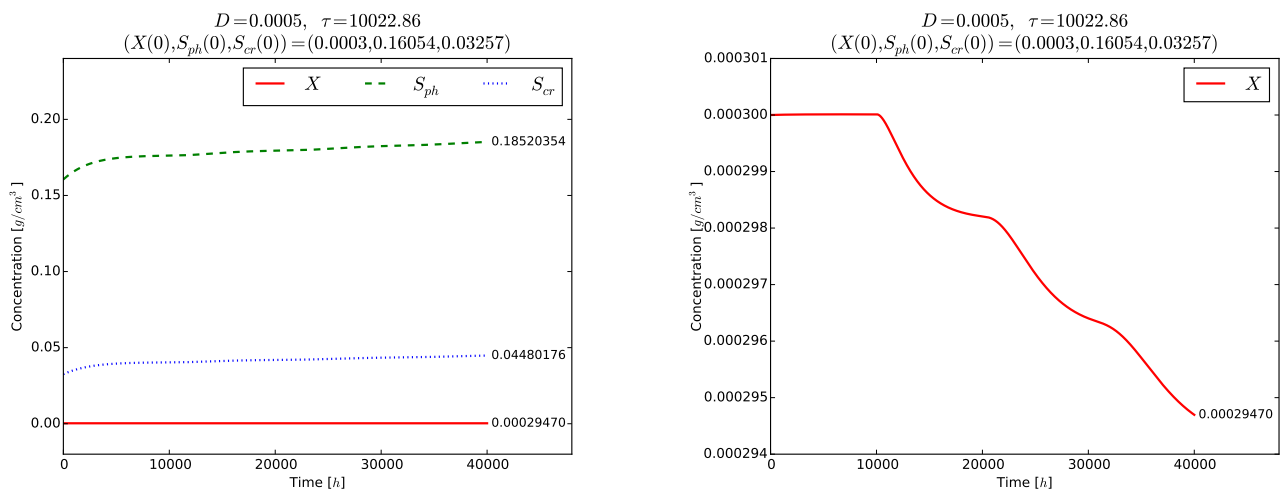 D=0.0005, τ=10022.86
(X(0),S_ph(0),S_cr(0))=(0.0003,0.16054,0.03257)
X S_ph S_cr
0.20
0.15
0.10
0.05
0.00
Concentration [g/cm^3]
0.18520354
0.04480176
0.00029470
0 10000 20000 30000 40000
Time [h]
D=0.0005, τ=10022.86
(X(0),S_ph(0),S_cr(0))=(0.0003,0.16054,0.03257)
X
0.000301
0.000300
0.000299
0.000298
0.000297
0.000296
0.000295
0.000294
Concentration [g/cm^3]
0.00029470
0 10000 20000 30000 40000
Time [h]